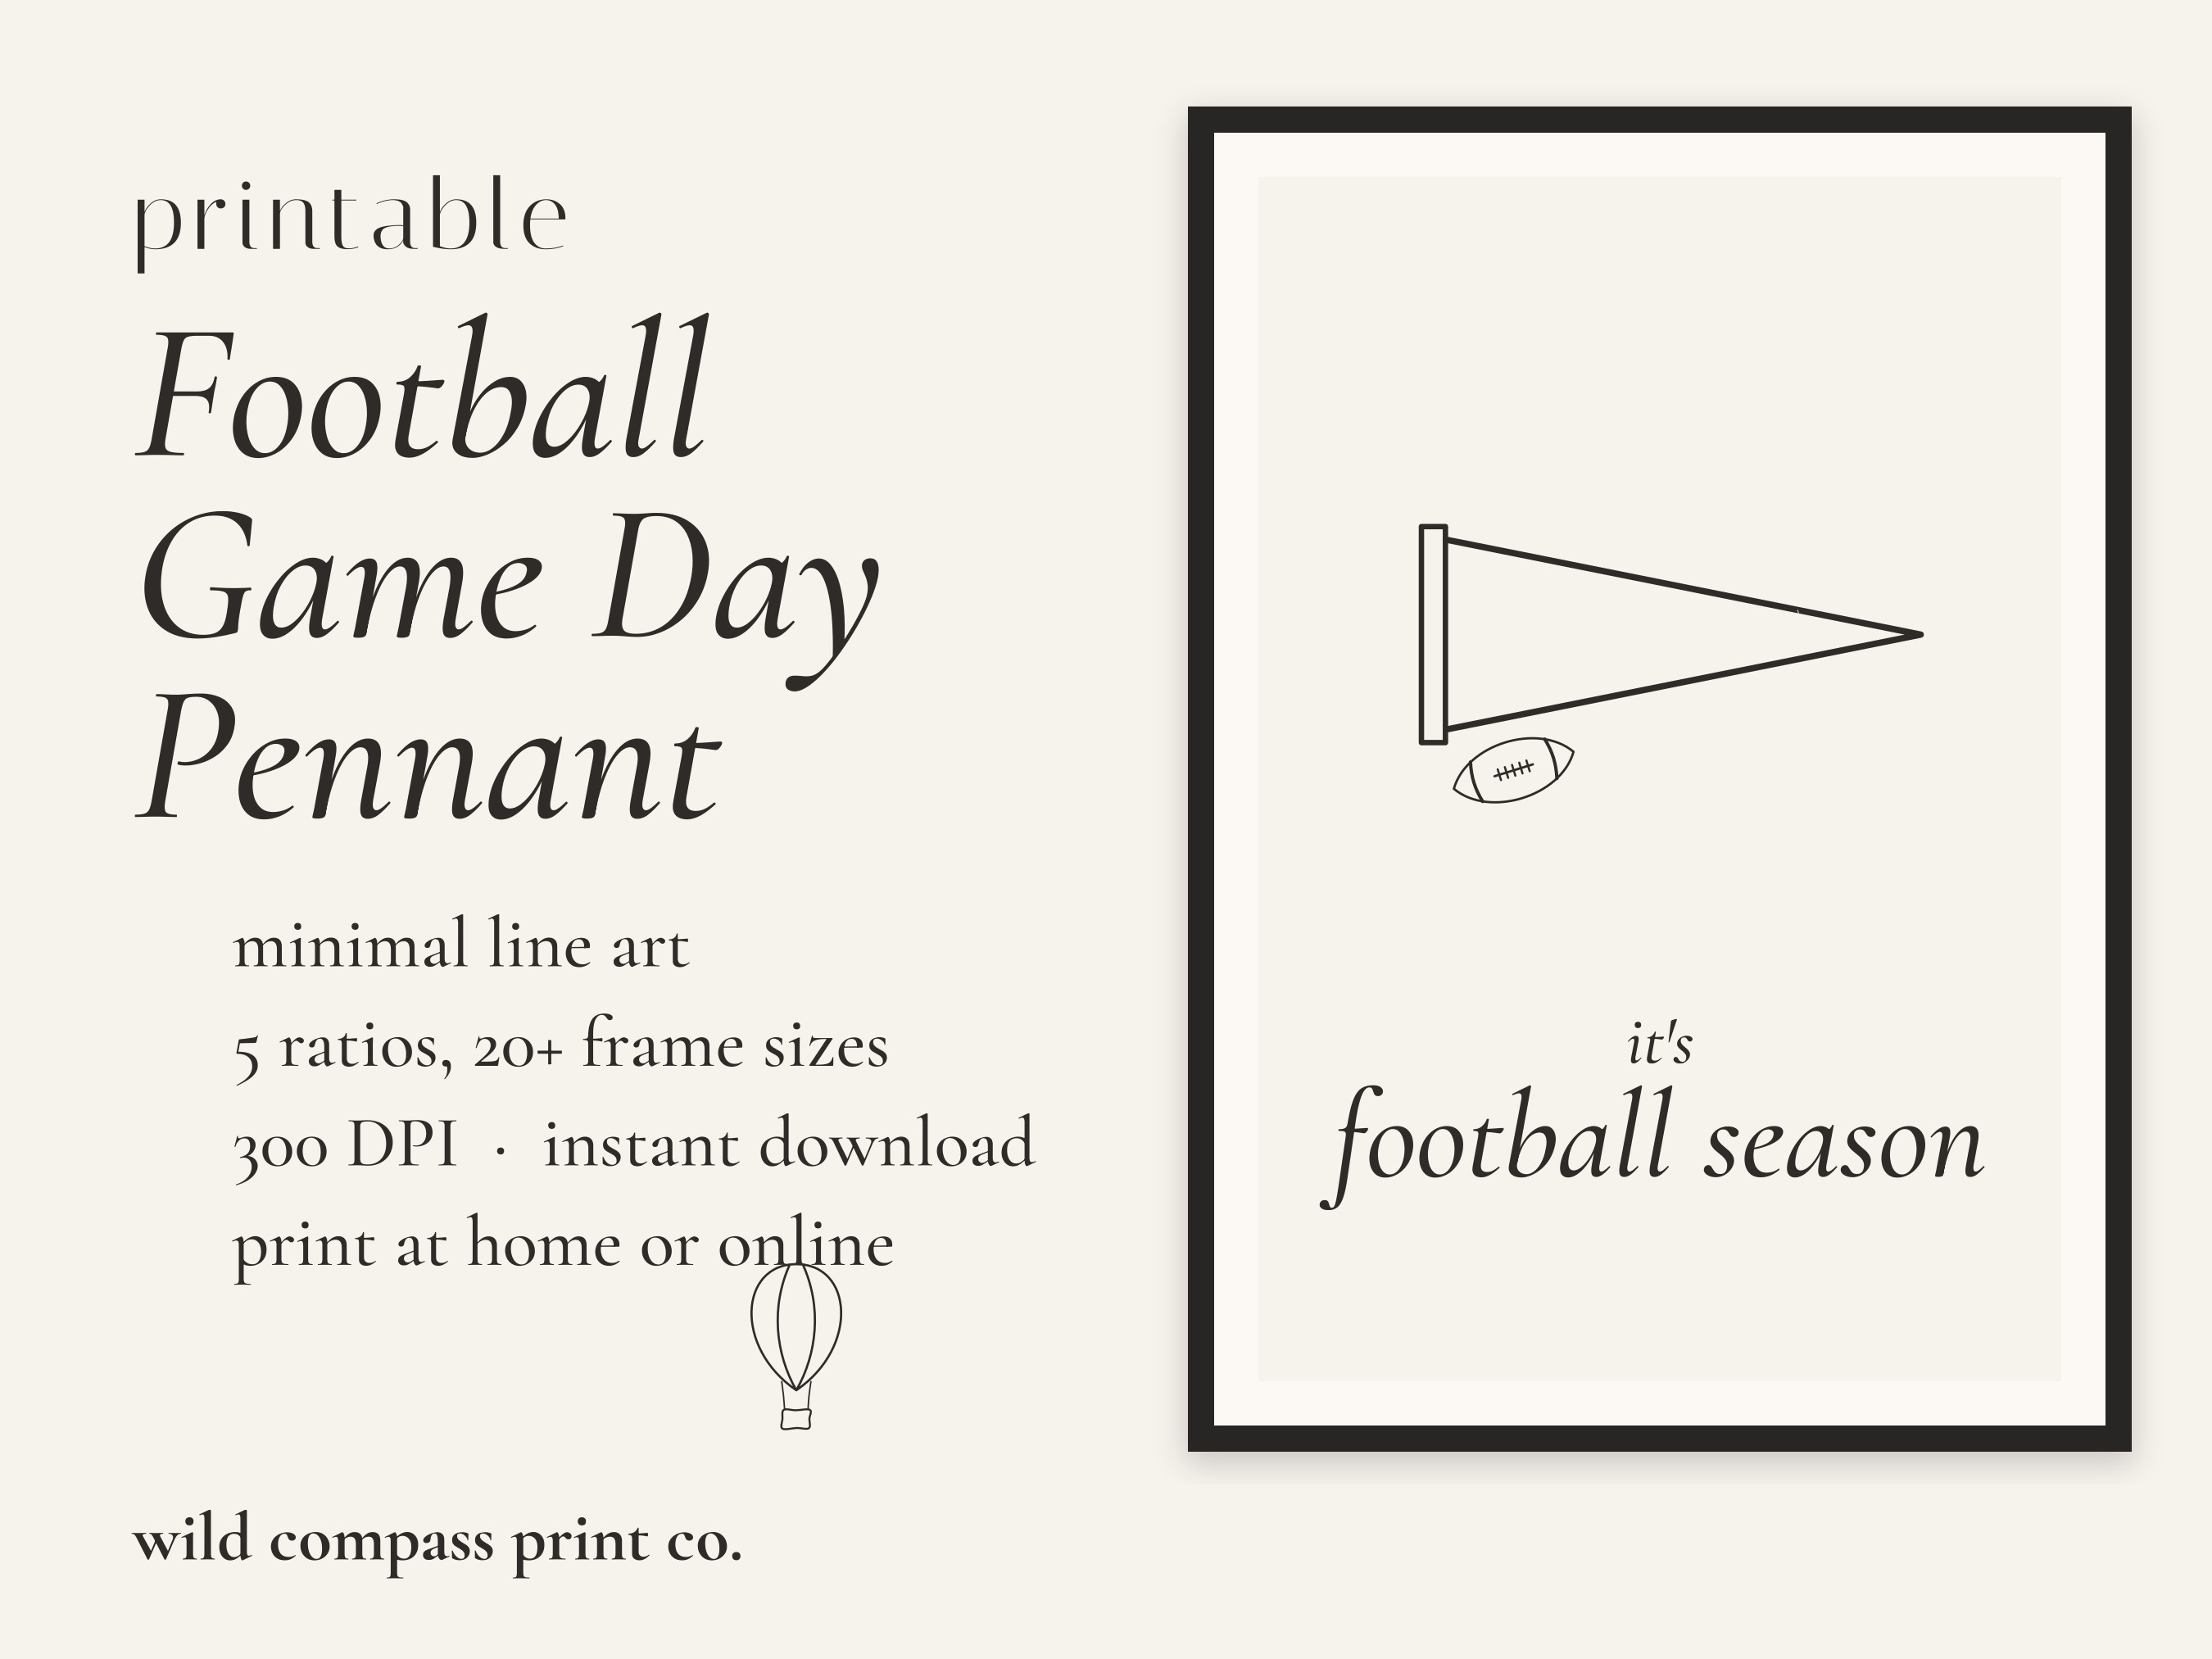 printable
Football
Game Day
Pennant
minimal line art
5 ratios, 20+ frame sizes
300 DPI · instant download
print at home or online
wild compass print co.
it's
football season